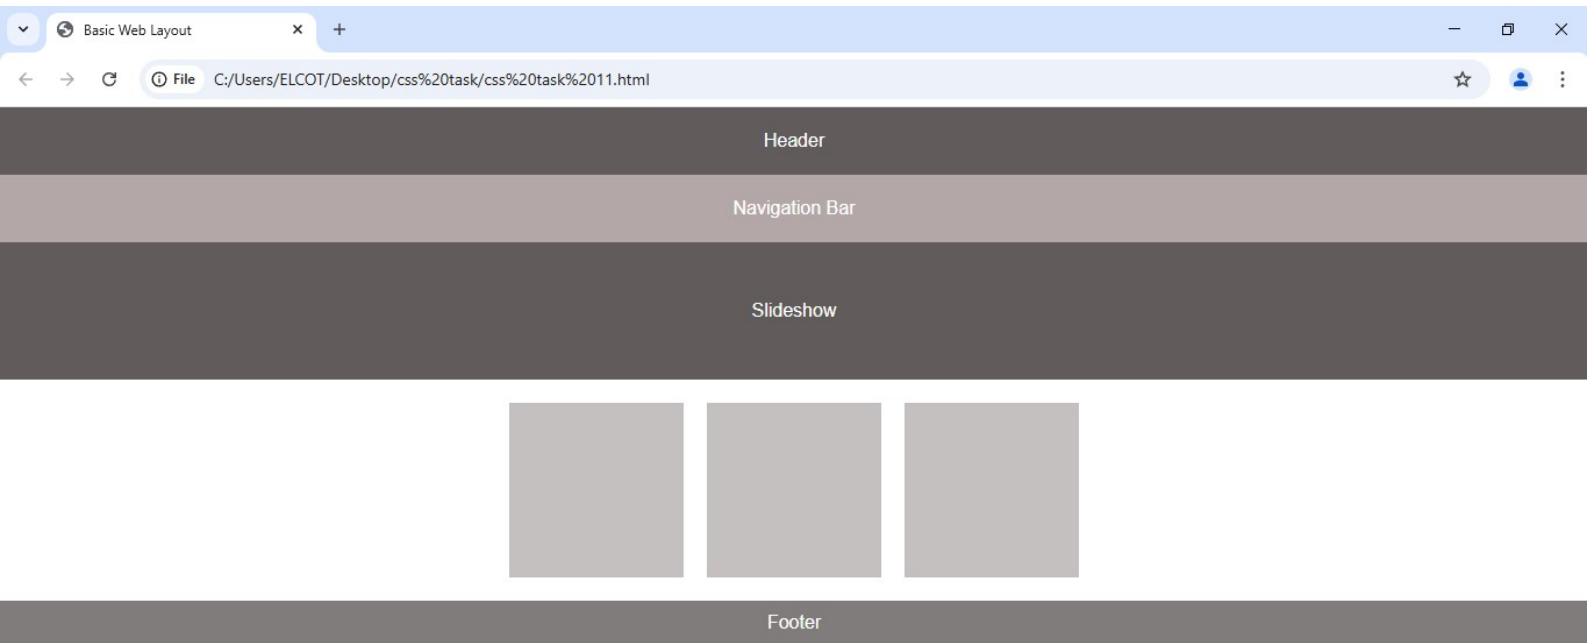 Basic Web Layout
File C:/Users/ELCOT/Desktop/css%20task/css%20task%2011.html
Header
Navigation Bar
Slideshow
Footer